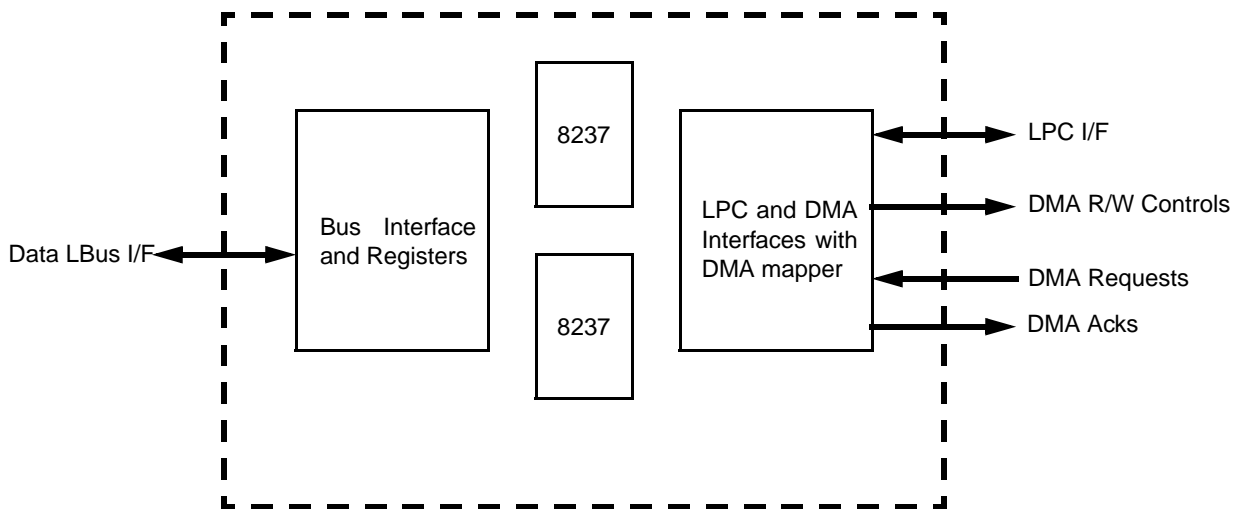 Data LBus I/F
Bus Interface
and Registers
8237
8237
LPC and DMA
Interfaces with
DMA mapper
LPC I/F
DMA R/W Controls
DMA Requests
DMA Acks